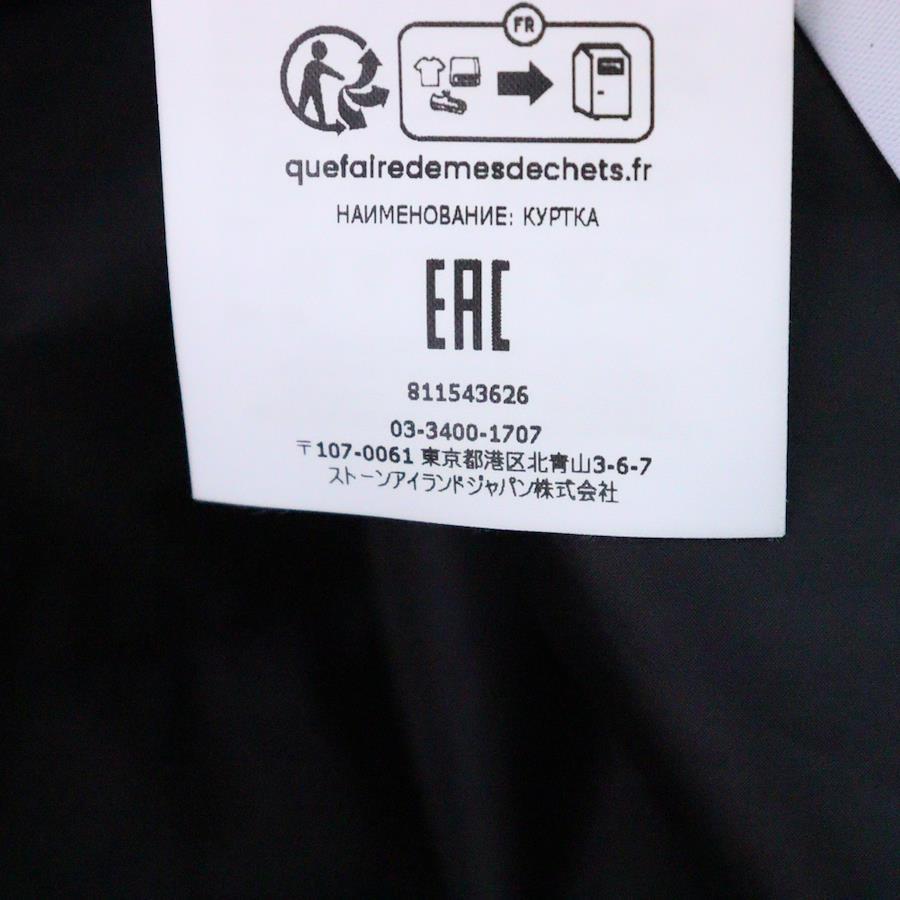 FR
quefairedemesdechets.fr
НАИМЕНОВАНИЕ: КУРТКА
EAC
811543626
03-3400-1707
〒107-0061 東京都港区北青山3-6-7
ストーンアイランドジャパン株式会社